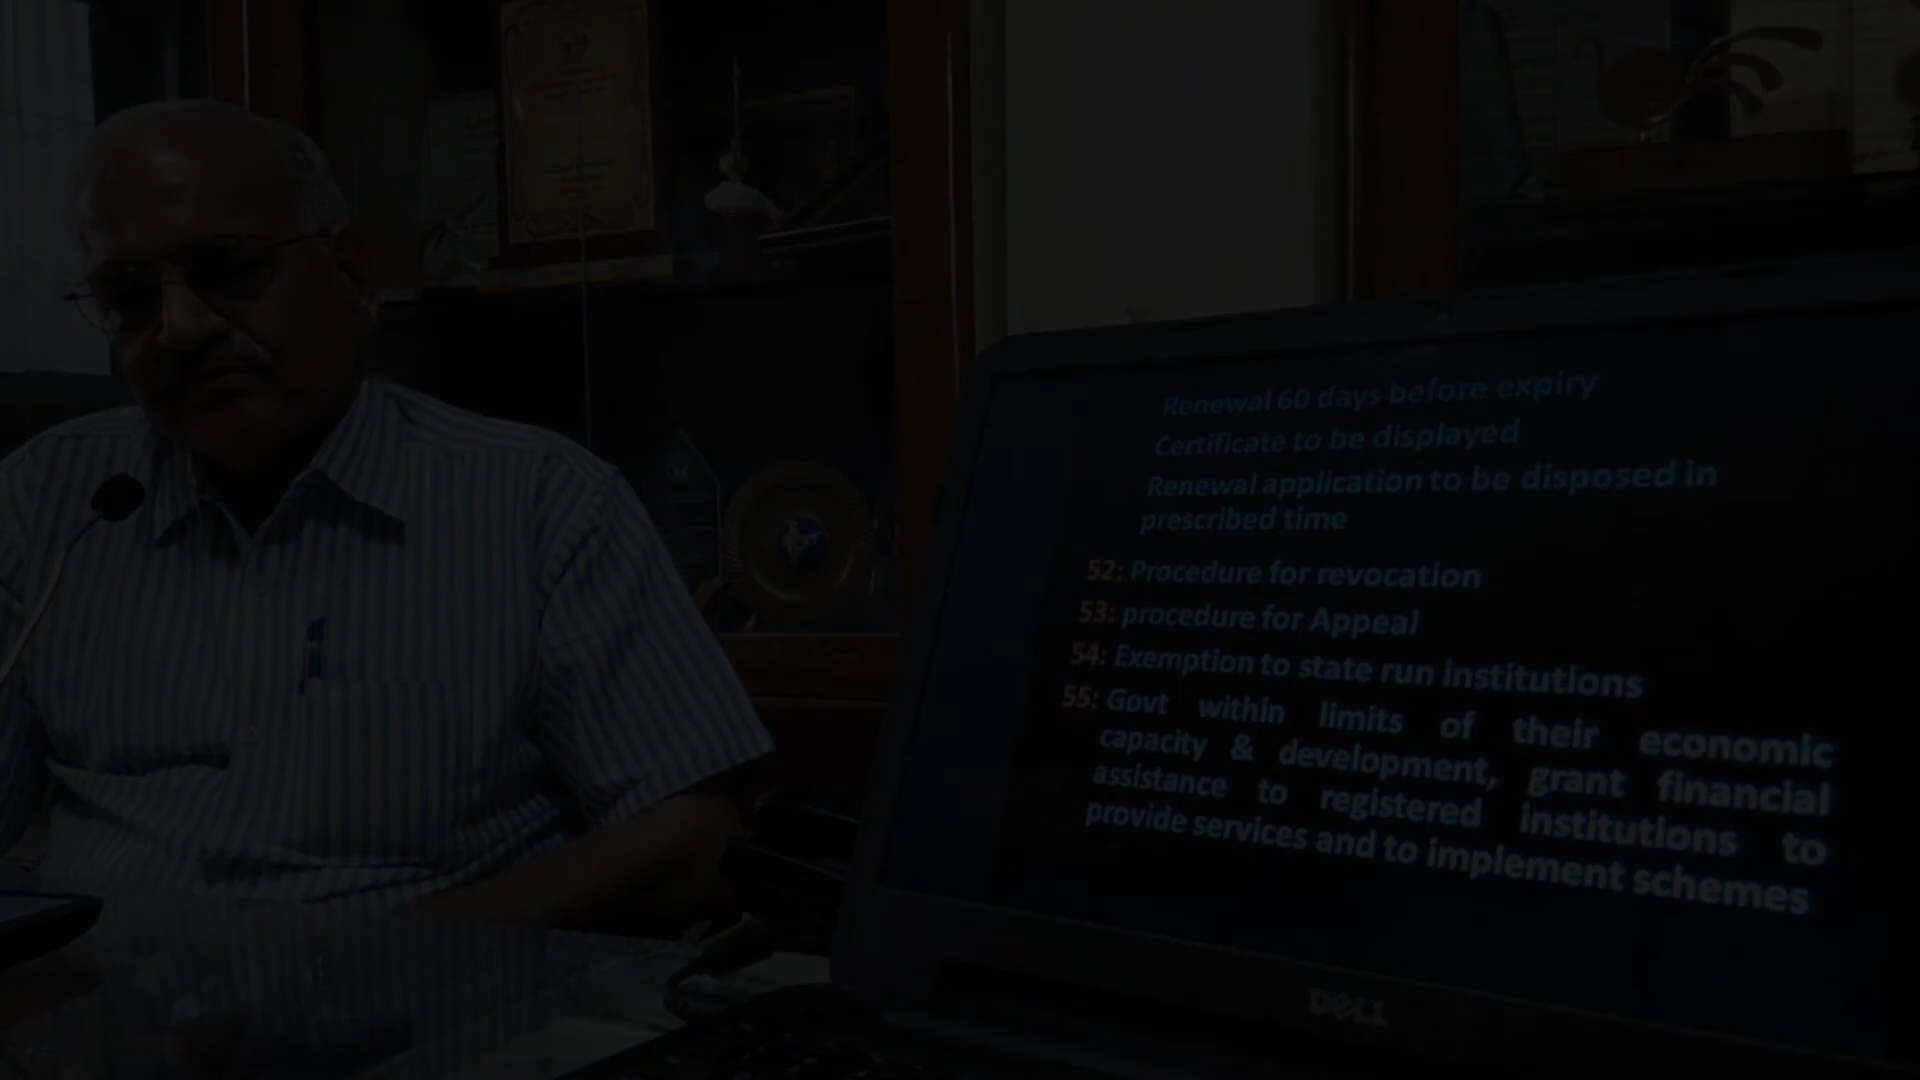 Renewal 60 days before expiry
Certificate to be displayed
Renewal application to be disposed in
prescribed time
52: Procedure for revocation
53: procedure for Appeal
54: Exemption to state run institutions
55: Govt within limits of their economic
capacity & development, grant financial
assistance to registered institutions to
provide services and to implement schemes
DELL